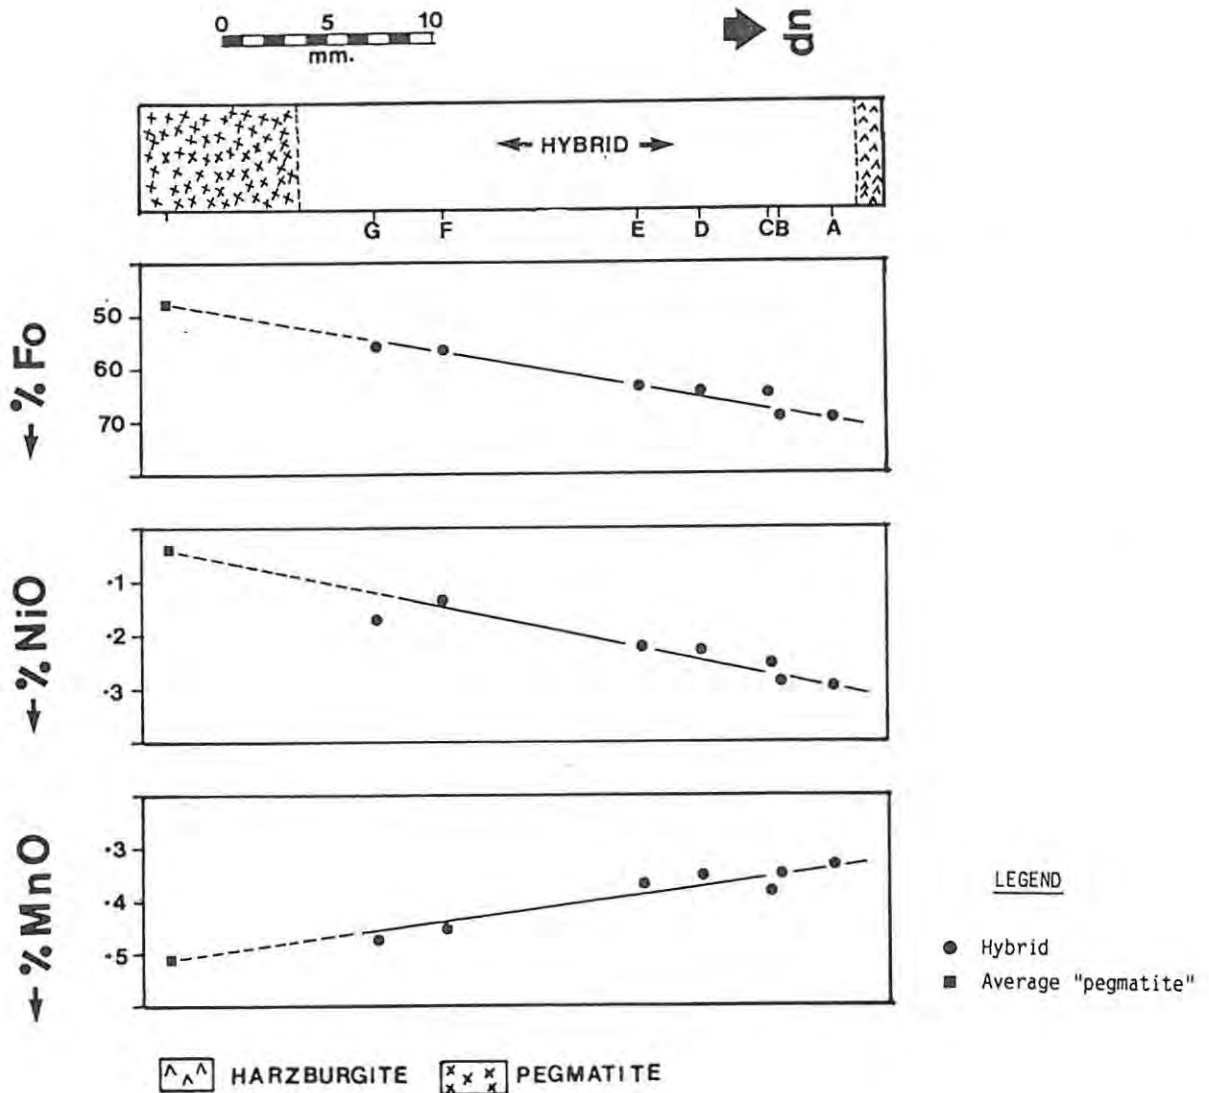 0 5 10
mm.
up
HYBRID
G F E D C B A
% Fo
50
60
70
% NiO
·1
·2
·3
% MnO
·3
·4
·5
LEGEND
Hybrid
Average "pegmatite"
HARZBURGITE PEGMATITE